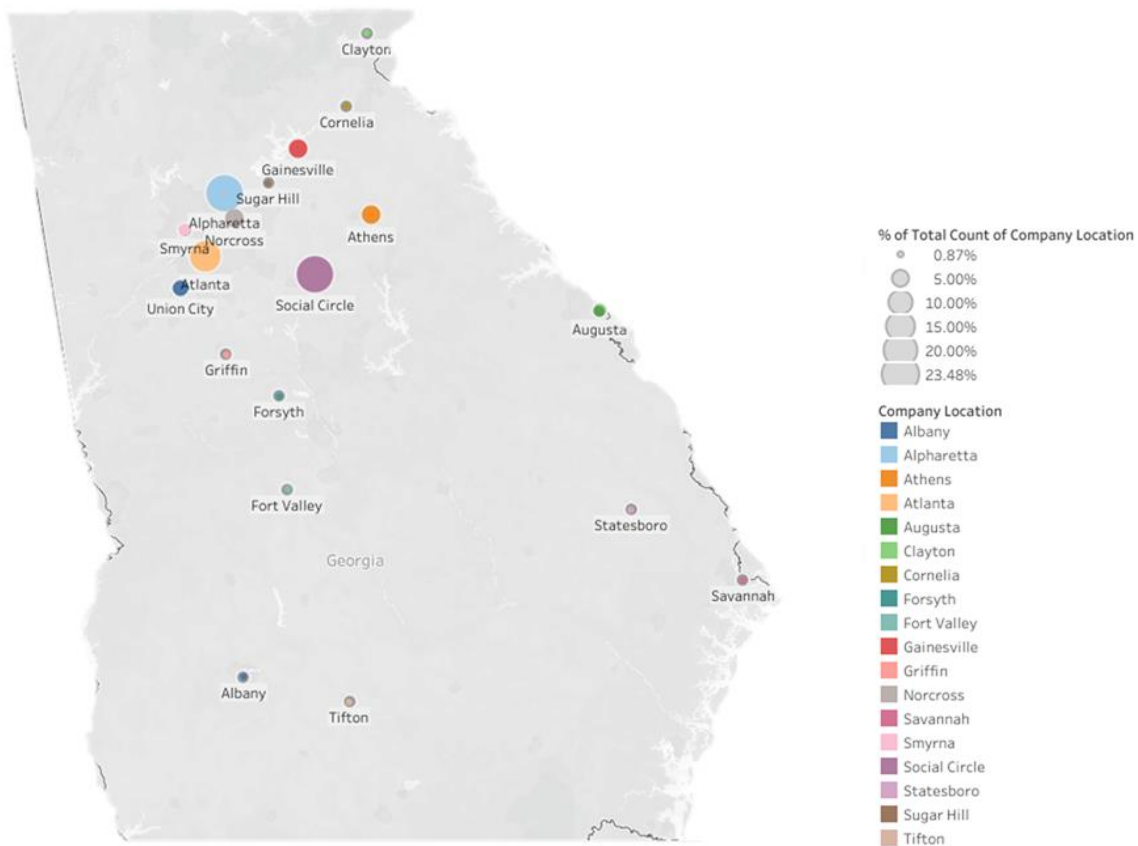 Clayton
Cornelia
Gainesville
Sugar Hill
Alpharetta
Norcross
Smyrna
Athens
Atlanta
Union City
Social Circle
Augusta
Griffin
Forsyth
Fort Valley
Statesboro
Georgia
Savannah
Albany
Tifton
% of Total Count of Company Location
0.87%
5.00%
10.00%
15.00%
20.00%
23.48%
Company Location
Albany
Alpharetta
Athens
Atlanta
Augusta
Clayton
Cornelia
Forsyth
Fort Valley
Gainesville
Griffin
Norcross
Savannah
Smyrna
Social Circle
Statesboro
Sugar Hill
Tifton